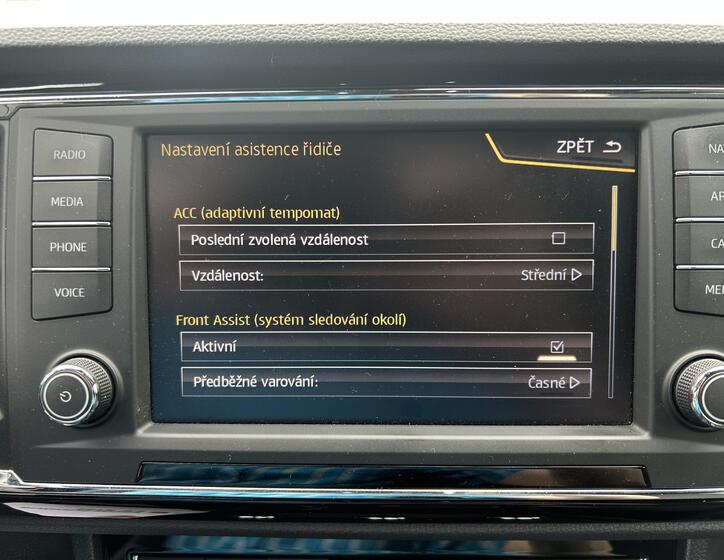 Nastavení asistence řidiče
ZPĚT
RADIO
MEDIA
PHONE
VOICE
ACC (adaptivní tempomat)
Poslední zvolená vzdálenost
Vzdálenost: Střední
Front Assist (systém sledování okolí)
Aktivní
Předběžné varování: Časné